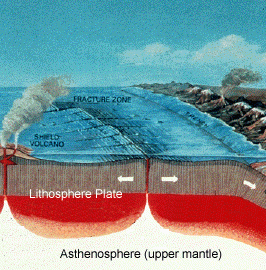 FRACTURE ZONE
SHIELD
VOLCANO
Lithosphere Plate
Asthenosphere (upper mantle)